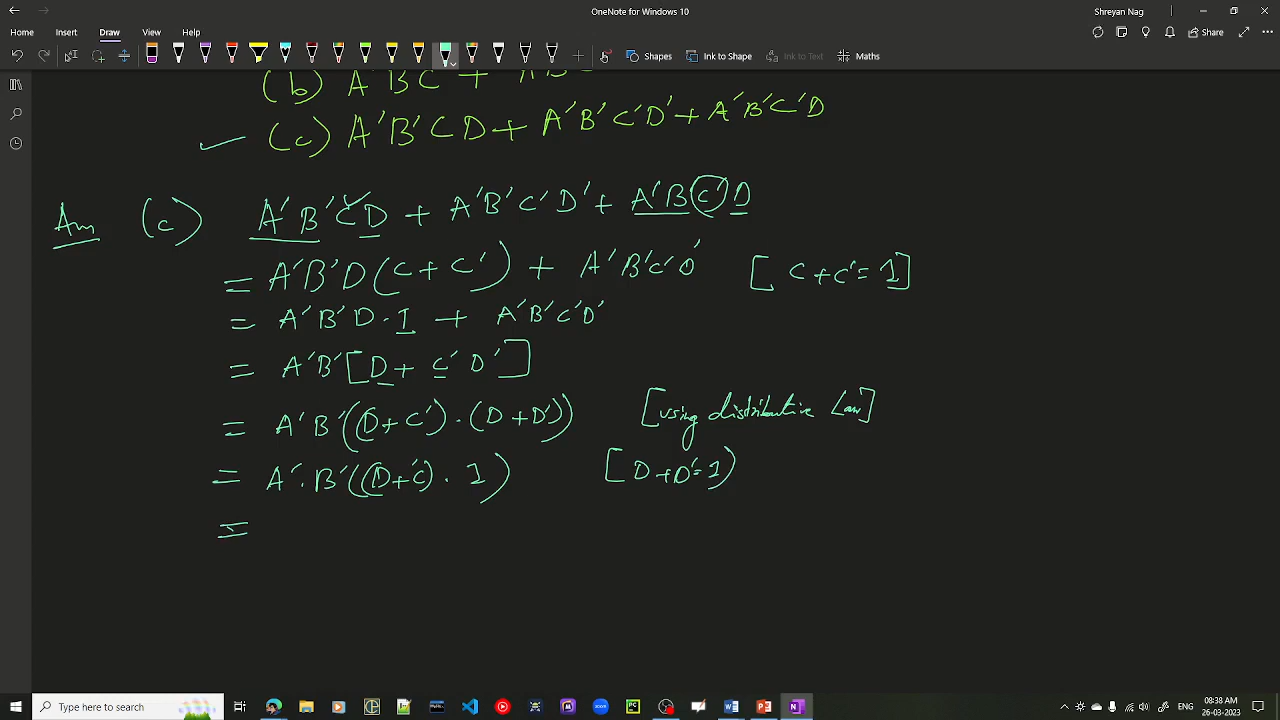 OneNote for Windows 10
Shreyan Nag
Home Insert Draw View Help
Share
Shapes Ink to Shape Ink to Text Maths
(b) A'BC +
(c) A'B'CD + A'B'C'D' + A'B'C'D
Ans (c) A'B'CD + A'B'C'D' + A'BC'D
= A'B'D(C + C') + A'B'C'D' [C + C' = 1]
= A'B'D · 1 + A'B'C'D'
= A'B'[D + C'D']
= A'B'((D + C') · (D + D')) [using distributive Law]
= A'·B'((D + C') · 1) [D + D' = 1)
=
Type here to search
ENG
08:38 AM
26-03-2023